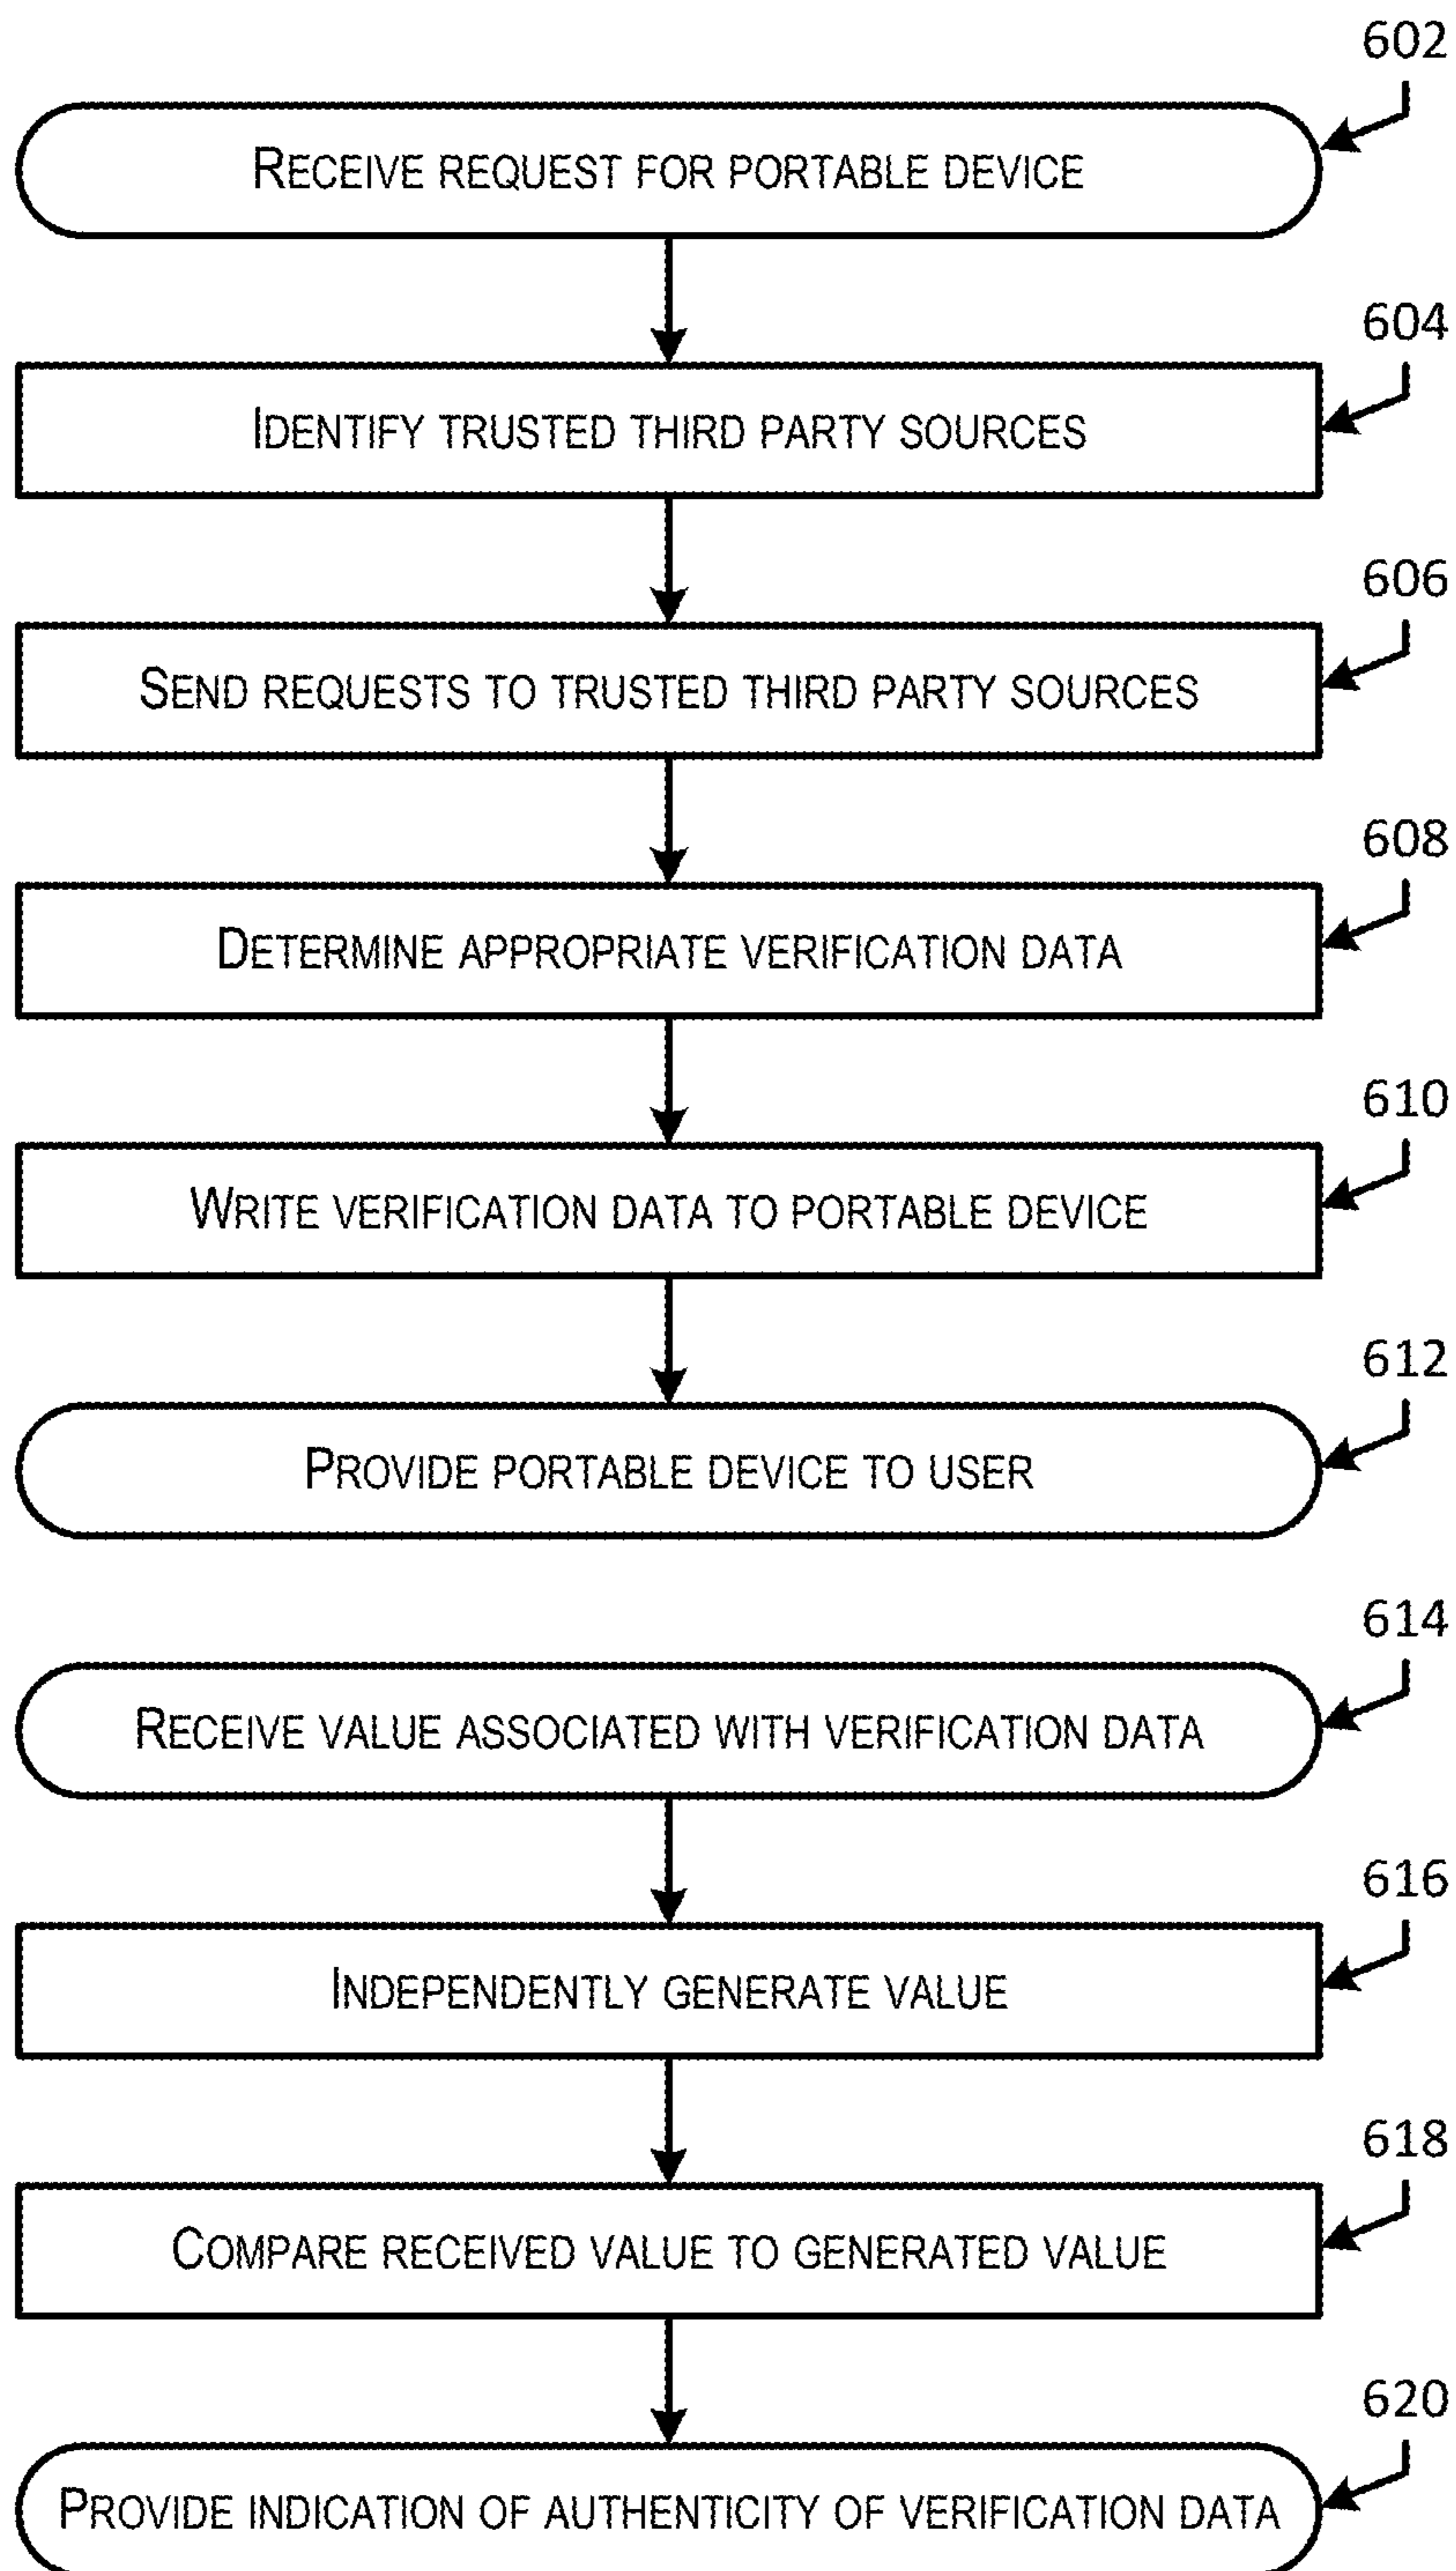 602
RECEIVE REQUEST FOR PORTABLE DEVICE
604
IDENTIFY TRUSTED THIRD PARTY SOURCES
606
SEND REQUESTS TO TRUSTED THIRD PARTY SOURCES
608
DETERMINE APPROPRIATE VERIFICATION DATA
610
WRITE VERIFICATION DATA TO PORTABLE DEVICE
612
PROVIDE PORTABLE DEVICE TO USER
614
RECEIVE VALUE ASSOCIATED WITH VERIFICATION DATA
616
INDEPENDENTLY GENERATE VALUE
618
COMPARE RECEIVED VALUE TO GENERATED VALUE
620
PROVIDE INDICATION OF AUTHENTICITY OF VERIFICATION DATA